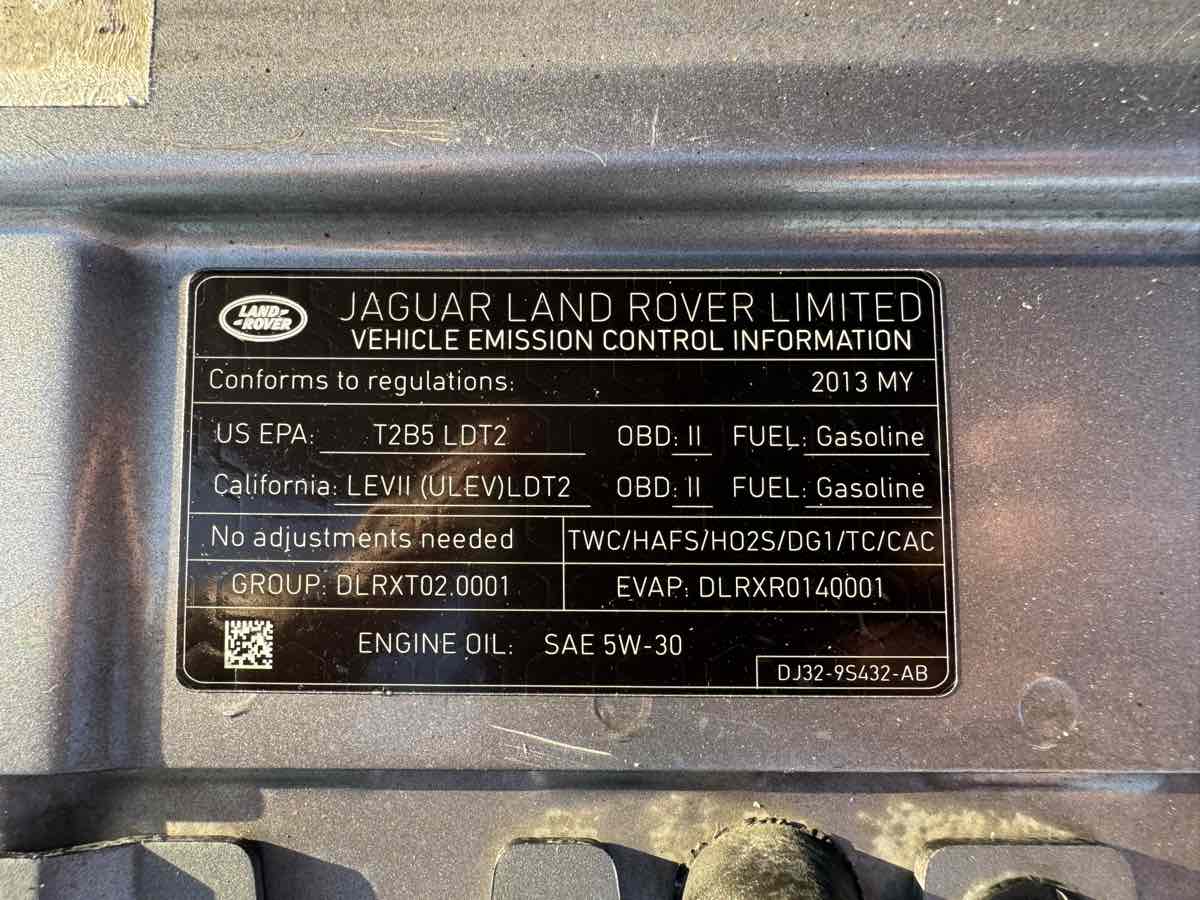 LAND-
-ROVER
JAGUAR LAND ROVER LIMITED
VEHICLE EMISSION CONTROL INFORMATION
Conforms to regulations: 2013 MY
US EPA: T2B5 LDT2 OBD: II FUEL: Gasoline
California: LEVII (ULEV)LDT2 OBD: II FUEL: Gasoline
No adjustments needed TWC/HAFS/HO2S/DG1/TC/CAC
GROUP: DLRXT02.0001 EVAP: DLRXR0140001
ENGINE OIL: SAE 5W-30
DJ32-9S432-AB